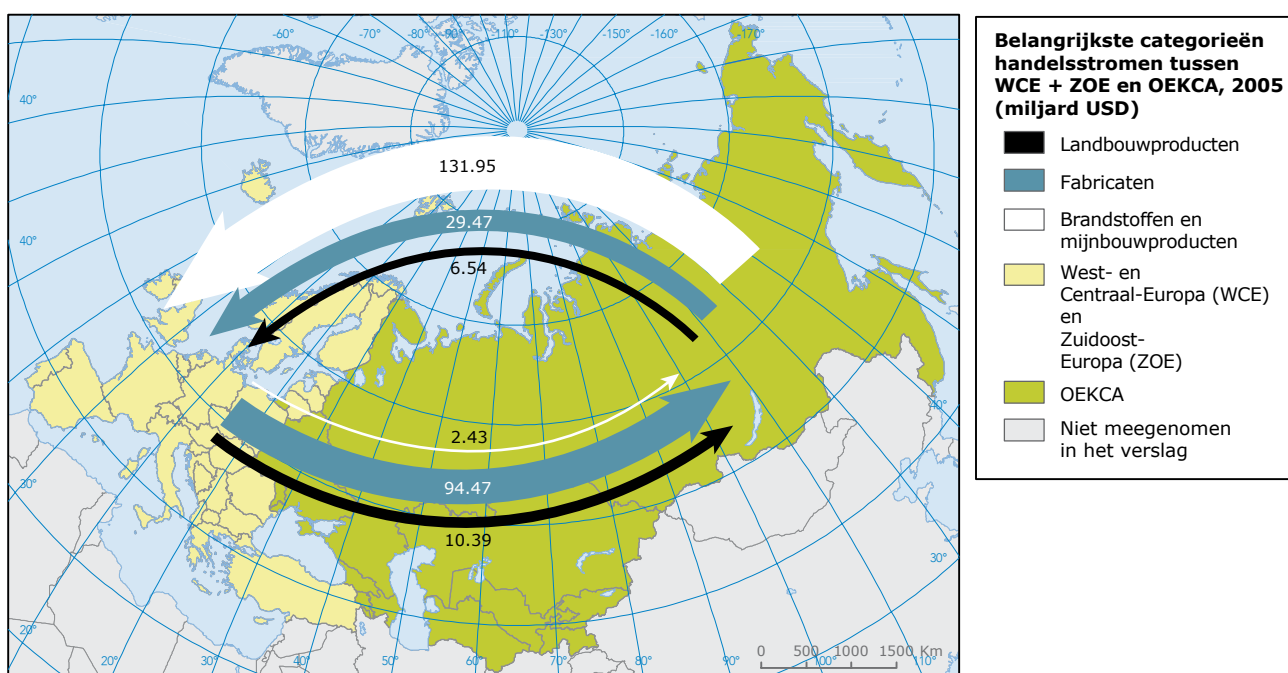 -60°
-70°
-80°
-90°
-110°
-130°
-150°
-160°
-170°
40°
40°
30°
20°
131.95
29.47
6.54
2.43
94.47
10.39
40°
30°
20°
30°
40°
50°
60°
70°
80°
90°
100°
110°
0 500 1000 1500 Km
Belangrijkste categorieën
handelsstromen tussen
WCE + ZOE en OEKCA, 2005
(miljard USD)
Landbouwproducten
Fabricaten
Brandstoffen en
mijnbouwproducten
West- en
Centraal-Europa (WCE)
en
Zuidoost-
Europa (ZOE)
OEKCA
Niet meegenomen
in het verslag